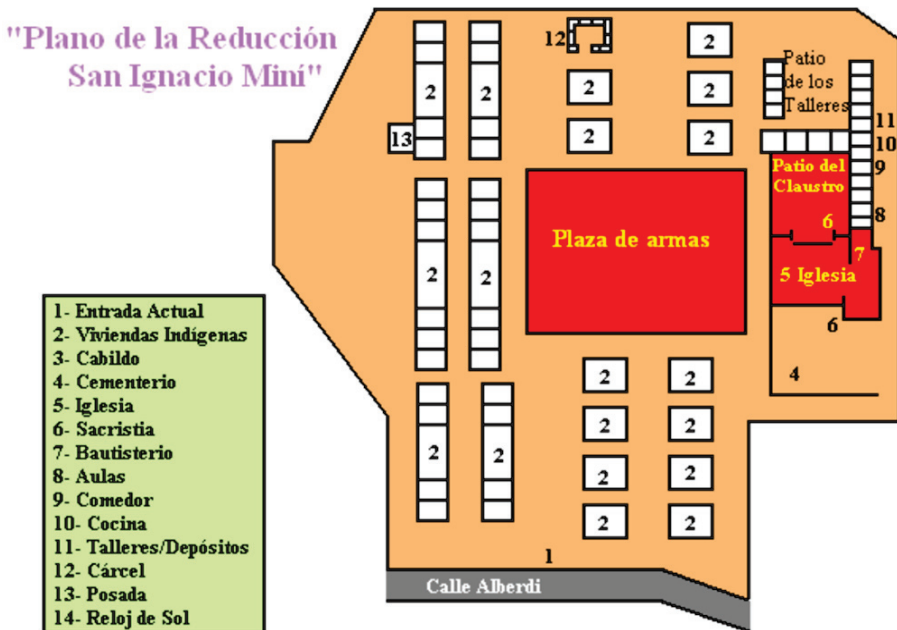 "Plano de la Reducción
San Ignacio Miní"
12
2
2
2
2
2
Patio
de los
Talleres
13
2
2
2
11
10
Patio del
Claustro
9
8
6
7
Plaza de armas
5 Iglesia
2
2
6
4
2
2
2
2
2
2
2
2
2
2
1
Calle Alberdi
1- Entrada Actual
2- Viviendas Indígenas
3- Cabildo
4- Cementerio
5- Iglesia
6- Sacristia
7- Bautisterio
8- Aulas
9- Comedor
10- Cocina
11- Talleres/Depósitos
12- Cárcel
13- Posada
14- Reloj de Sol